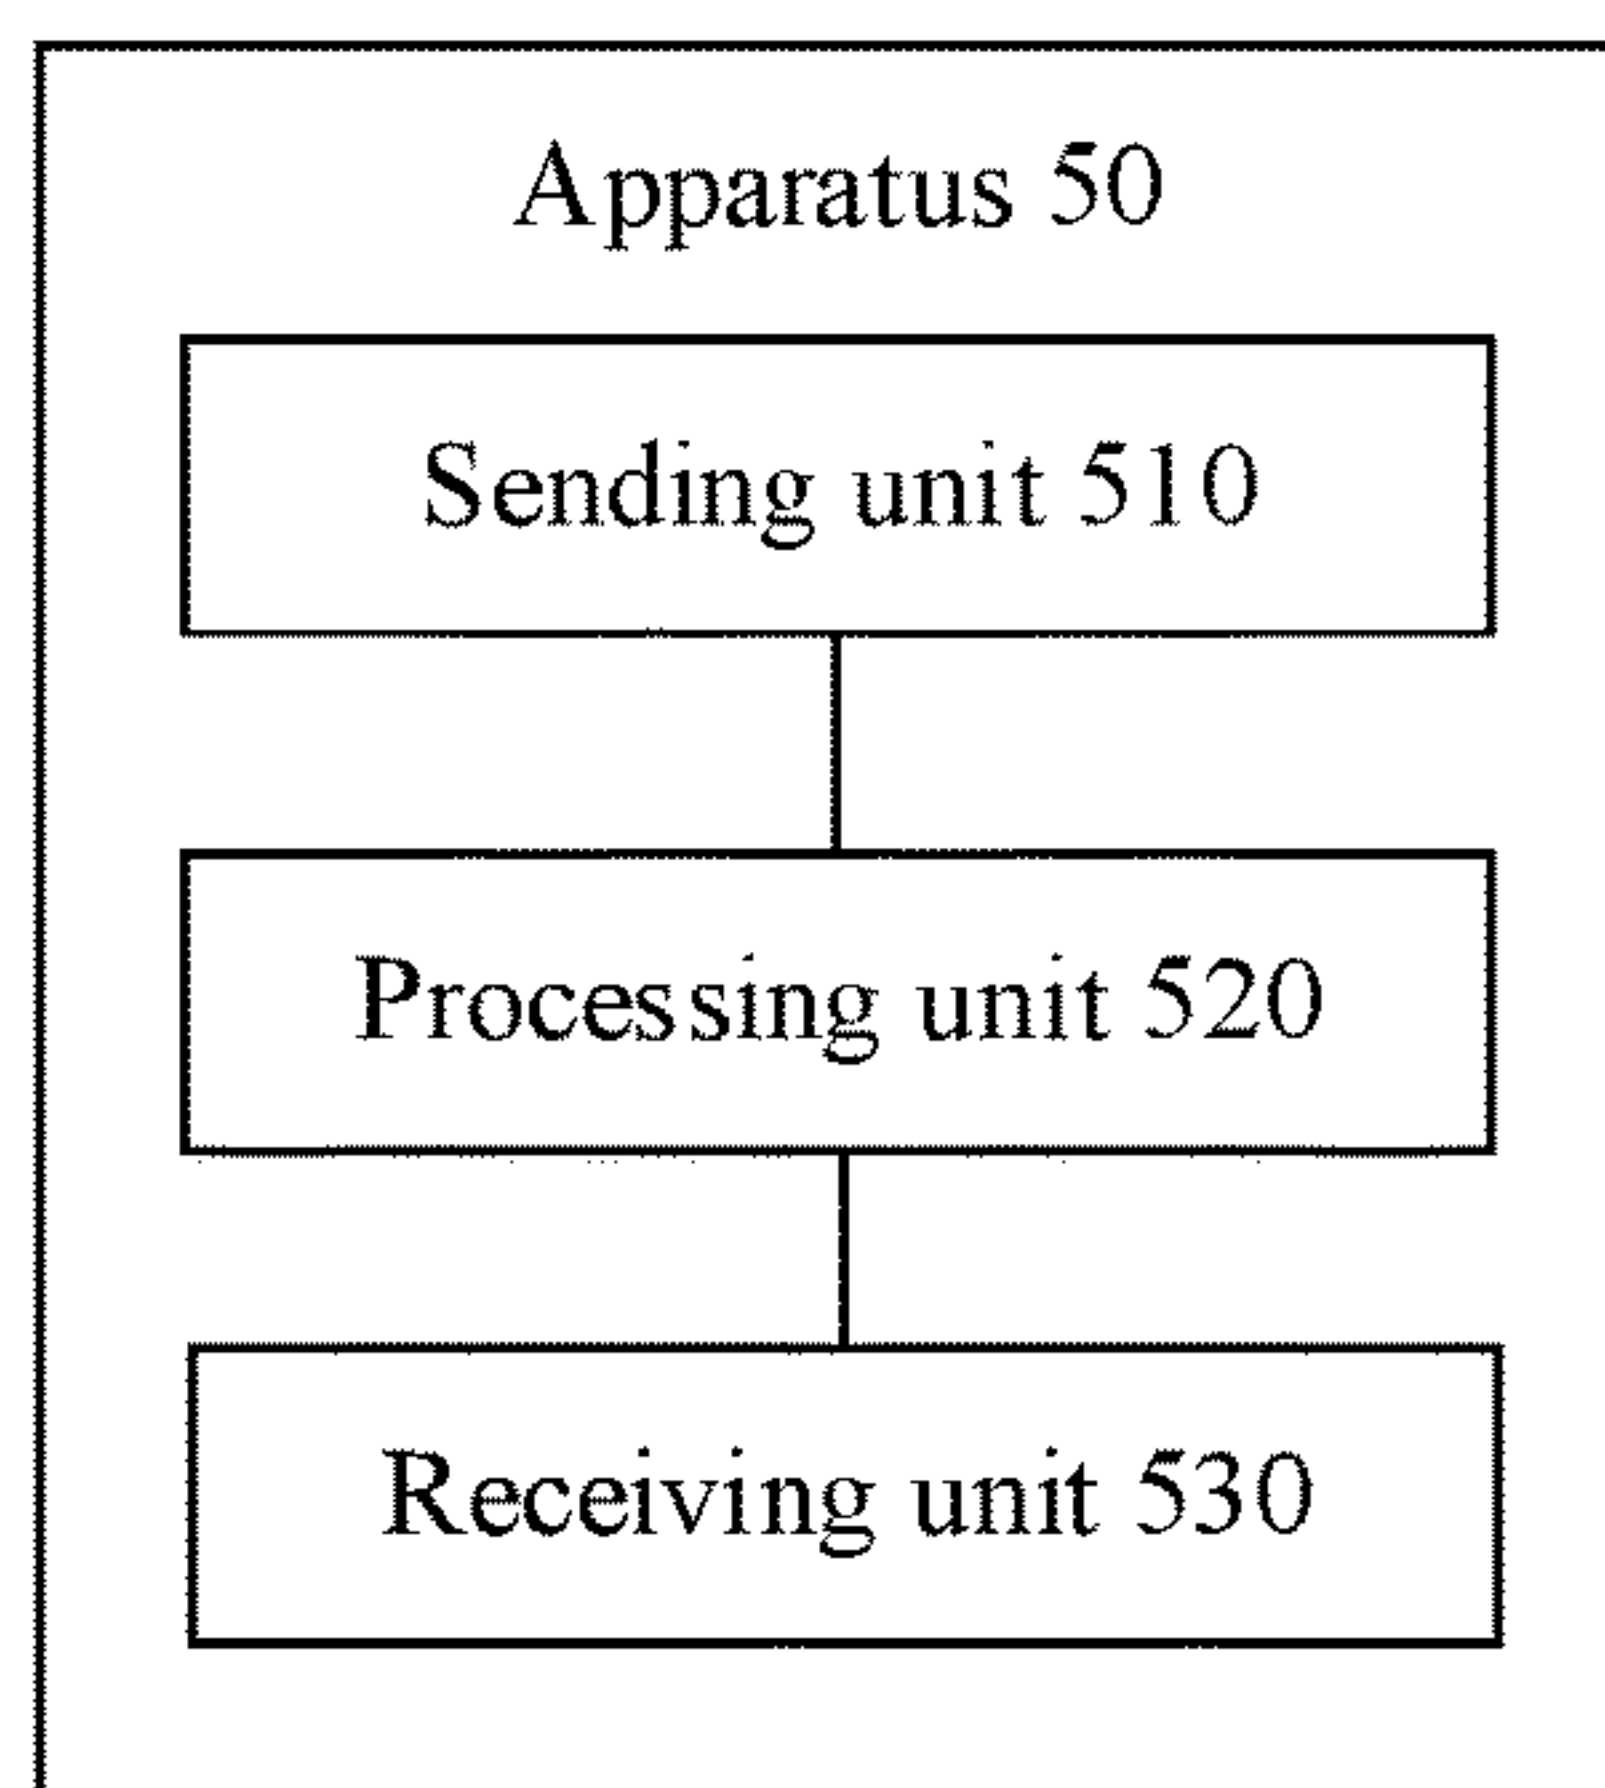 Apparatus 50
Sending unit 510
Processing unit 520
Receiving unit 530